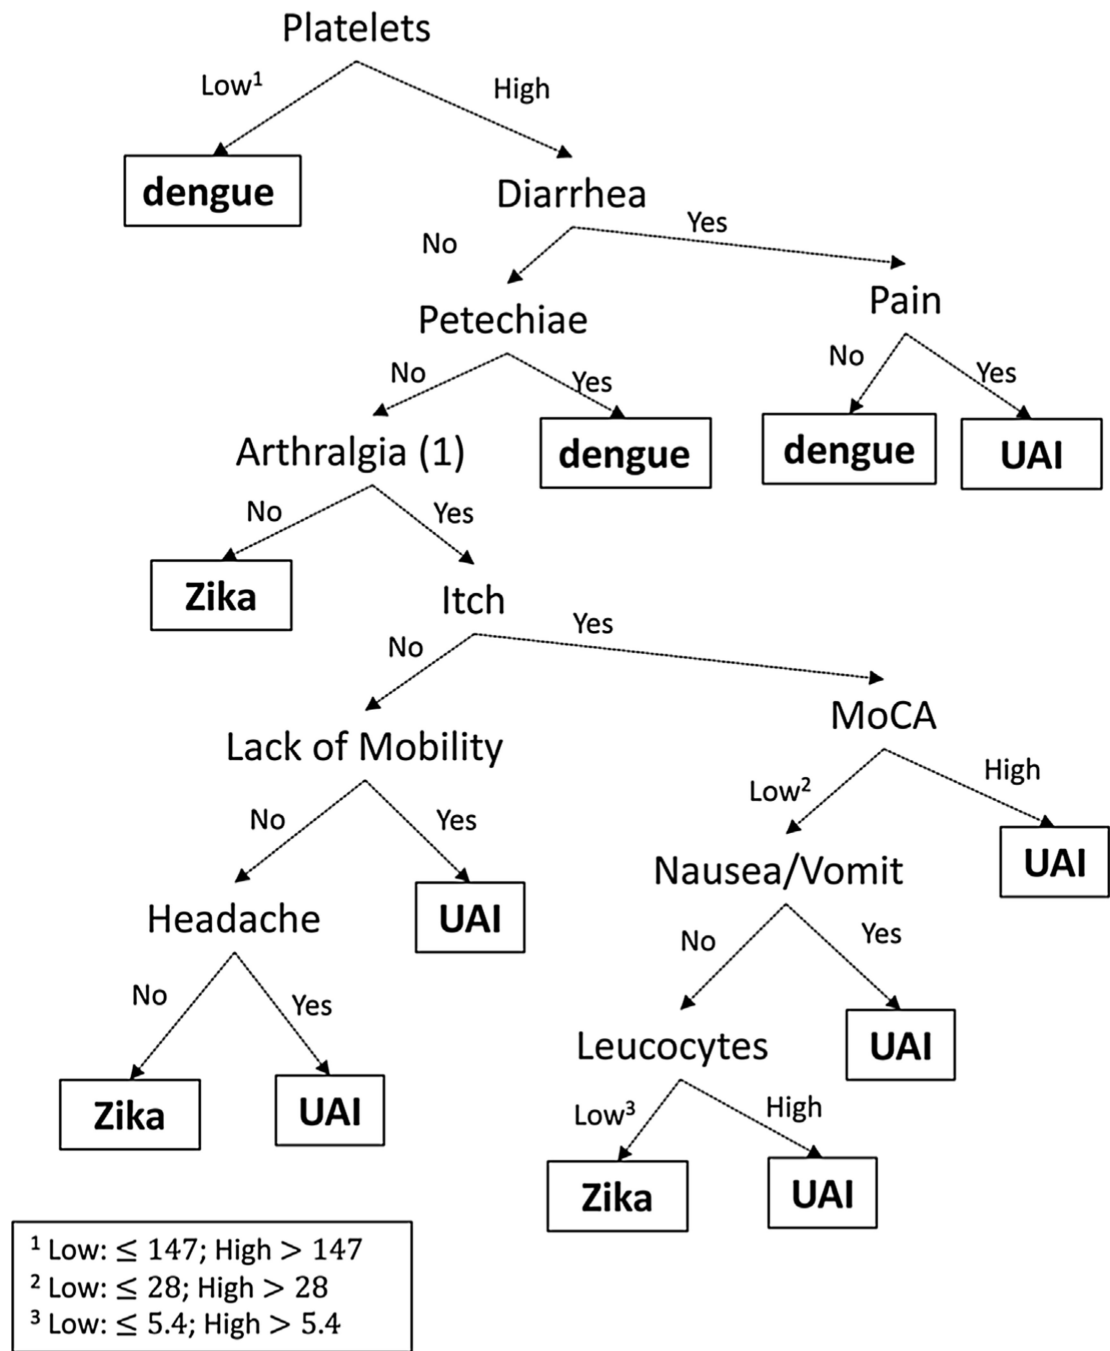 Platelets
Low¹
High
dengue
Diarrhea
No
Yes
Petechiae
Pain
No
Yes
No
Yes
Arthralgia (1)
dengue
dengue
UAI
No
Yes
Zika
Itch
No
Yes
Lack of Mobility
MoCA
No
Yes
Low²
High
Headache
UAI
Nausea/Vomit
UAI
No
Yes
No
Yes
Zika
UAI
Leucocytes
UAI
Low³
High
Zika
UAI
¹ Low: ≤ 147; High > 147
² Low: ≤ 28; High > 28
³ Low: ≤ 5.4; High > 5.4